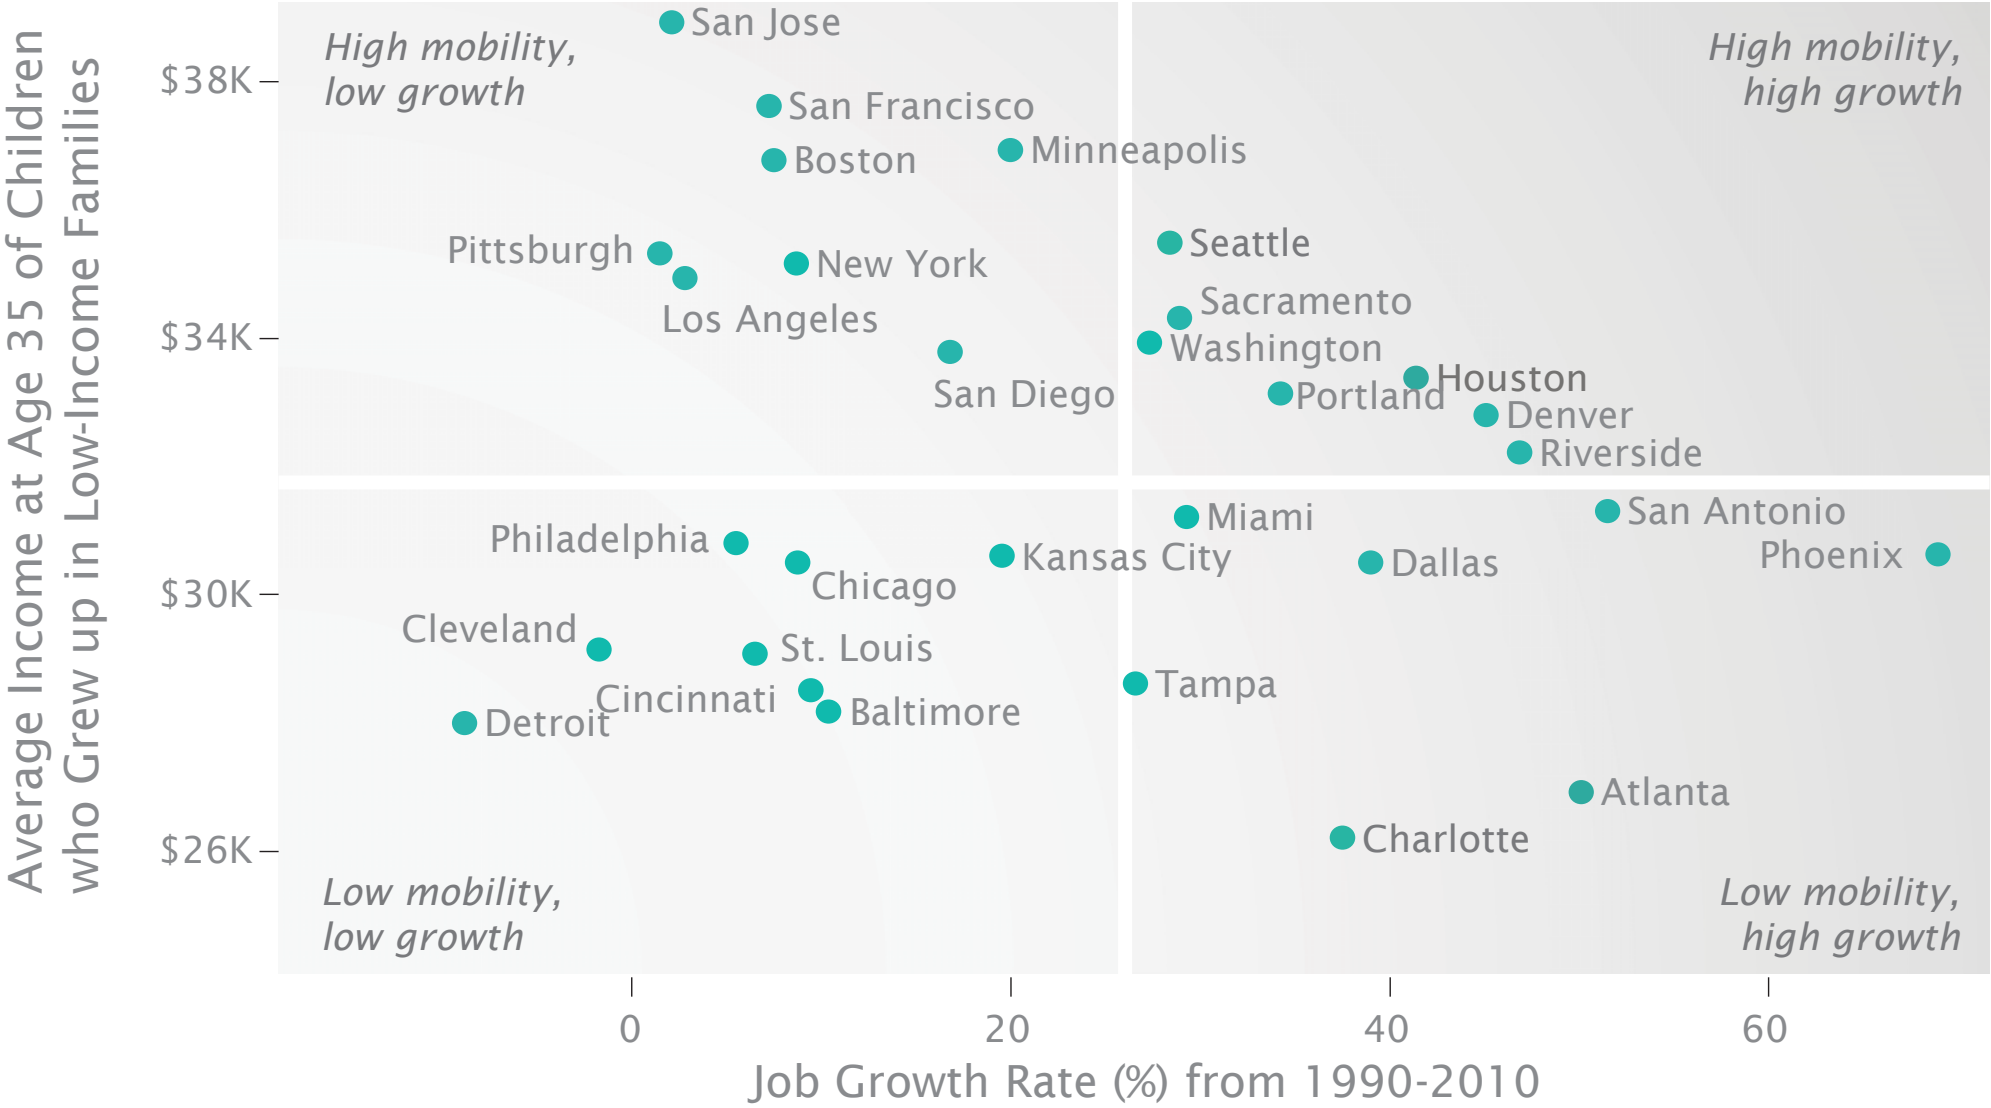 Average Income at Age 35 of Children
who Grew up in Low-Income Families
$38K
$34K
$30K
$26K
High mobility,
low growth
High mobility,
high growth
San Jose
San Francisco
Minneapolis
Boston
Pittsburgh
New York
Los Angeles
San Diego
Seattle
Sacramento
Washington
Houston
Portland
Denver
Riverside
Miami
San Antonio
Philadelphia
Kansas City
Chicago
Dallas
Phoenix
Cleveland
St. Louis
Cincinnati
Baltimore
Detroit
Tampa
Atlanta
Charlotte
Low mobility,
low growth
Low mobility,
high growth
0
20
40
60
Job Growth Rate (%) from 1990-2010